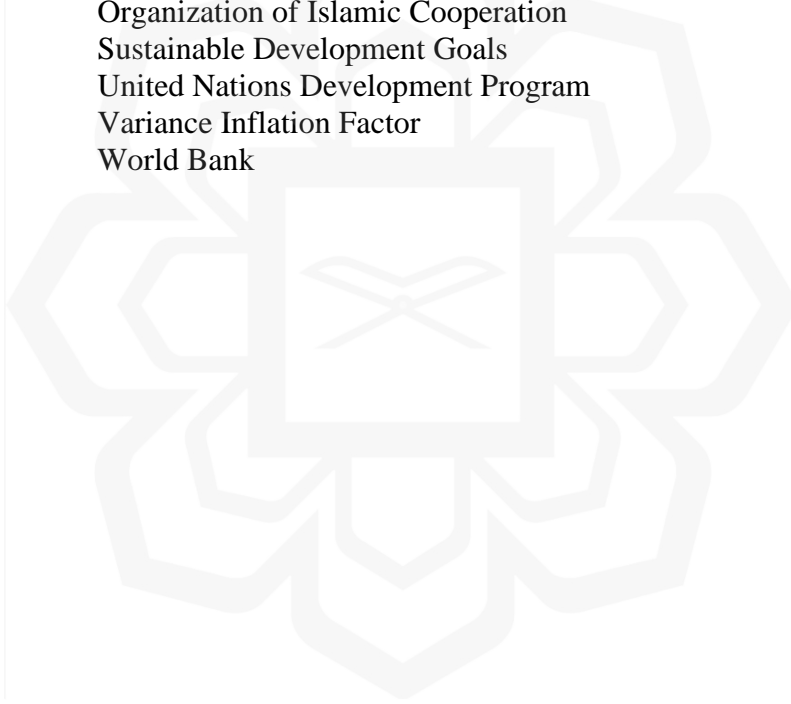 Organization of Islamic Cooperation
Sustainable Development Goals
United Nations Development Program
Variance Inflation Factor
World Bank